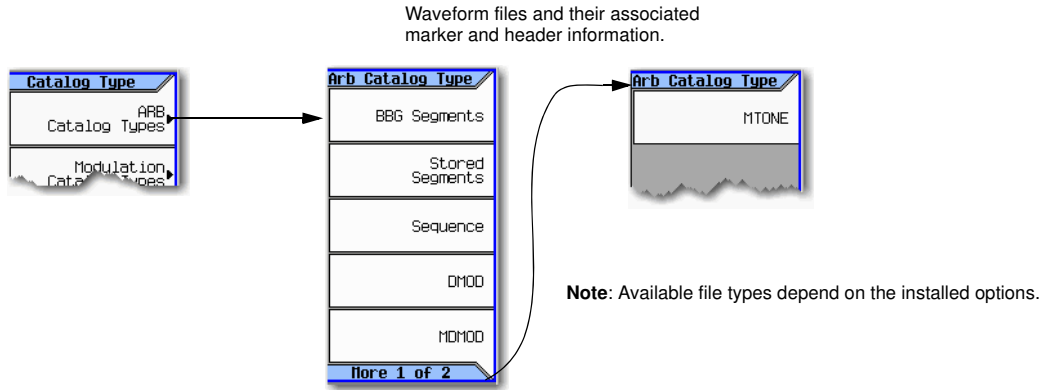 Waveform files and their associated
marker and header information.
Catalog Type
ARB
Catalog Types
Modulation
Catalog Types
Arb Catalog Type
BBG Segments
Stored
Segments
Sequence
DMOD
MDMOD
More 1 of 2
Arb Catalog Type
MTONE
Note: Available file types depend on the installed options.